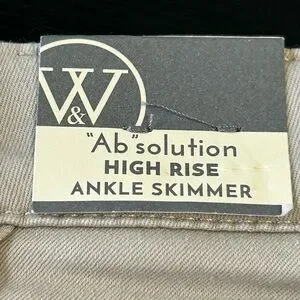 W&W
"Ab"solution
HIGH RISE
ANKLE SKIMMER